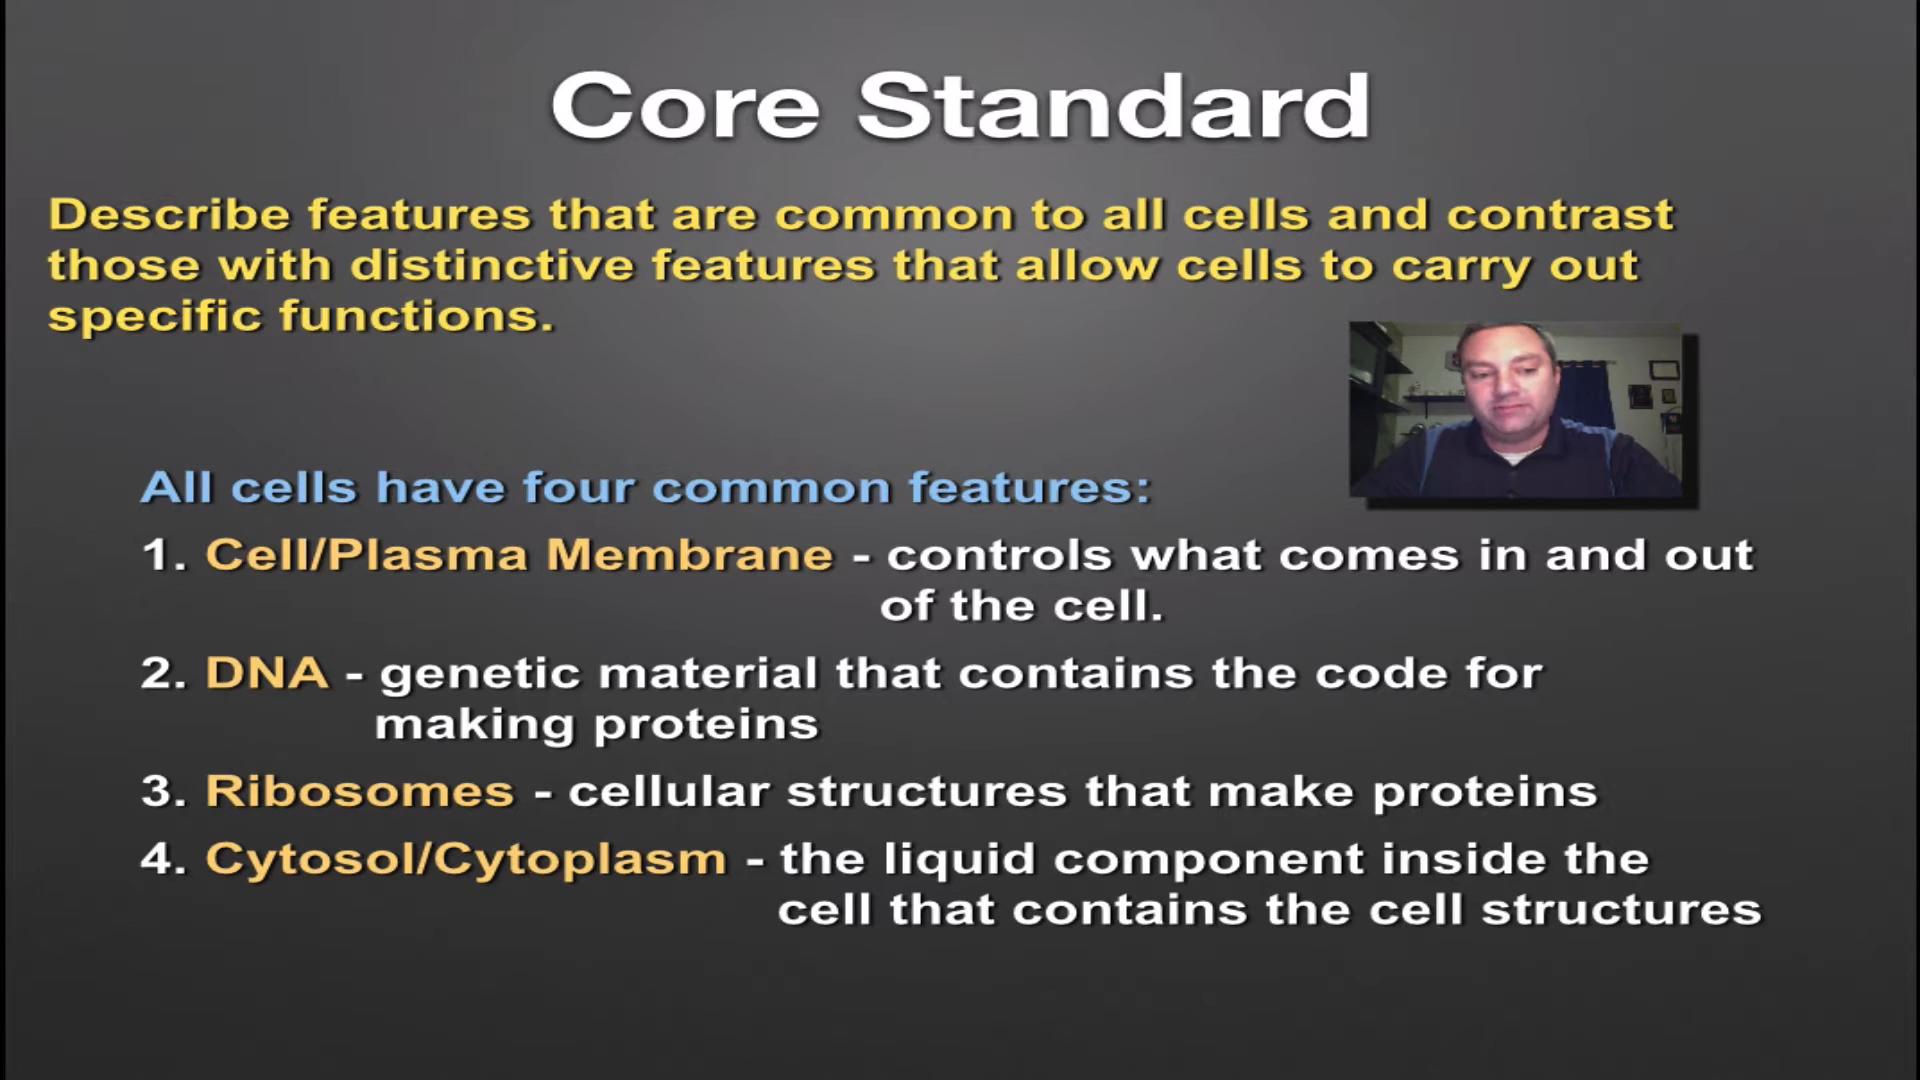 Core Standard
Describe features that are common to all cells and contrast
those with distinctive features that allow cells to carry out
specific functions.
All cells have four common features:
1. Cell/Plasma Membrane - controls what comes in and out
of the cell.
2. DNA - genetic material that contains the code for
making proteins
3. Ribosomes - cellular structures that make proteins
4. Cytosol/Cytoplasm - the liquid component inside the
cell that contains the cell structures